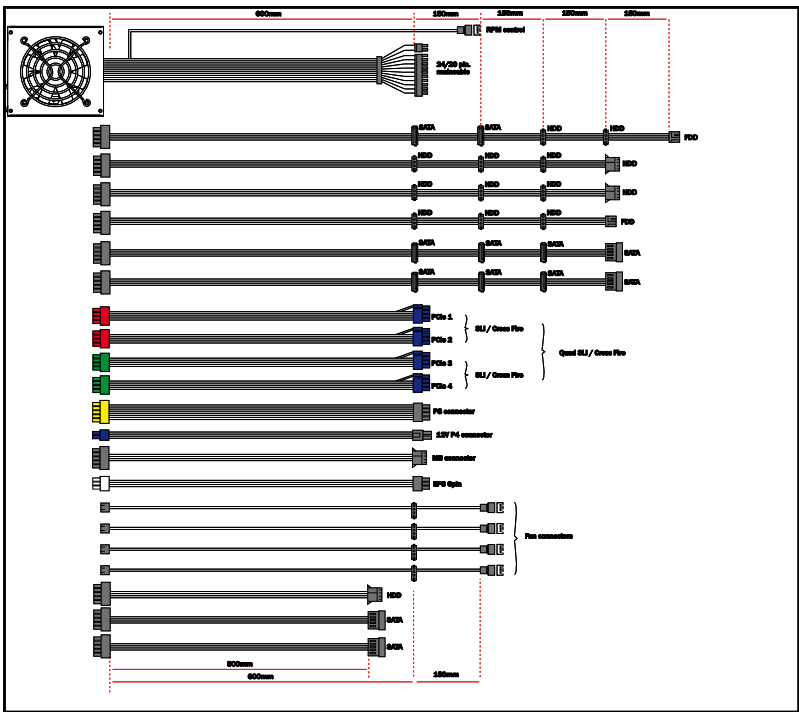 600mm 150mm 150mm 150mm 150mm
RPM control
24/20 pin.
SATA SATA HDD HDD FDD
HDD HDD HDD HDD
HDD HDD HDD HDD
HDD HDD HDD FDD
SATA SATA SATA SATA
SATA SATA SATA SATA
PCIe 1
SLI / Cross Fire
PCIe 2
Quad SLI / Cross Fire
PCIe 3
SLI / Cross Fire
PCIe 4
P8 connector
12V P4 connector
MB connector
EPS 6pin
Fan connectors
HDD
SATA
SATA
500mm
600mm 150mm